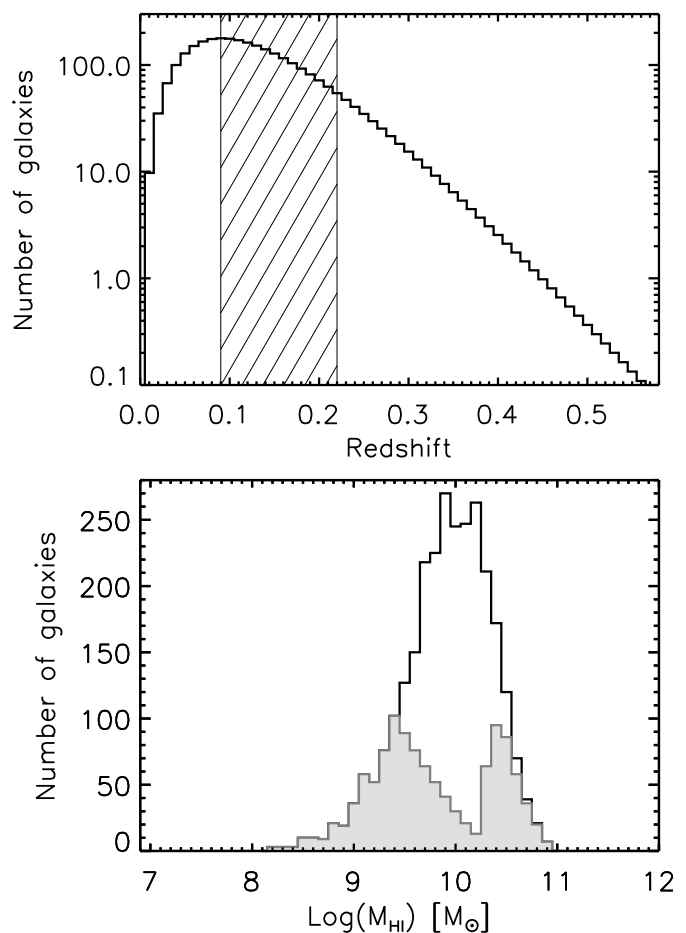 Number of galaxies
100.0
10.0
1.0
0.1
0.0 0.1 0.2 0.3 0.4 0.5
Redshift
Number of galaxies
250
200
150
100
50
0
7 8 9 10 11 12
Log(M_HI) [M_⊙]